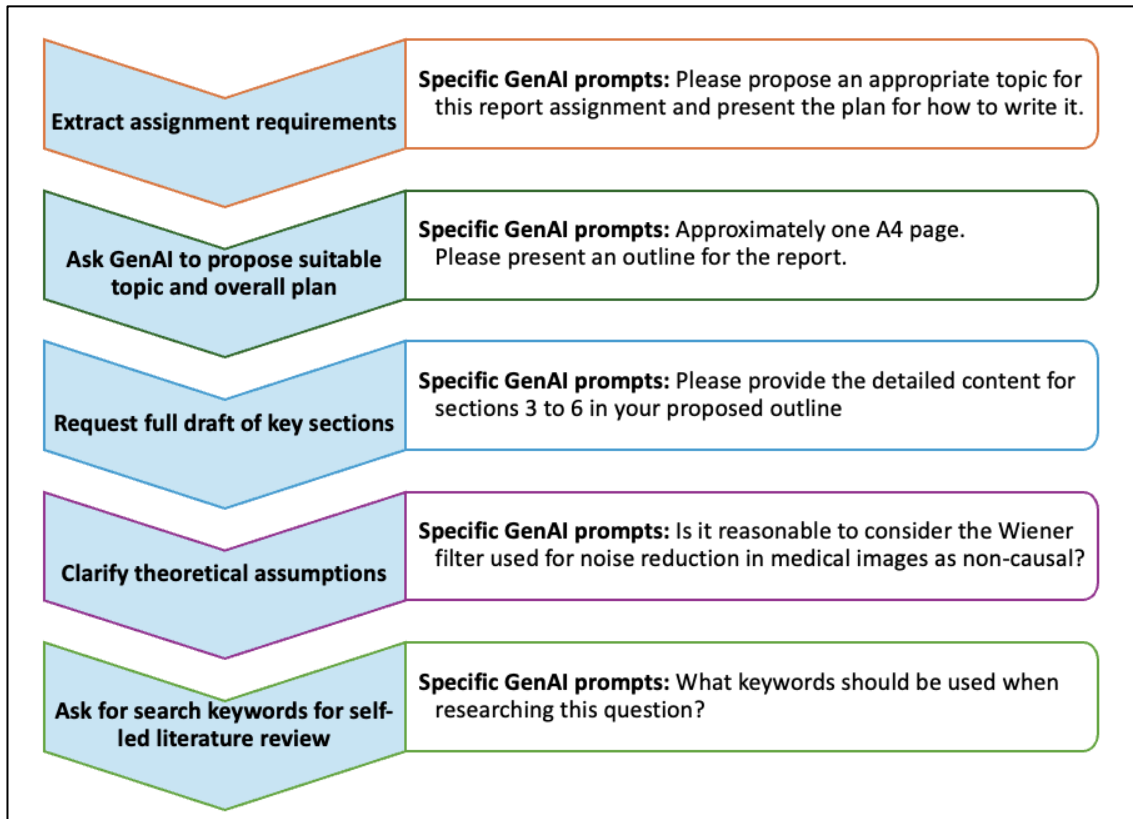 Extract assignment requirements
Specific GenAI prompts: Please propose an appropriate topic for
this report assignment and present the plan for how to write it.
Ask GenAI to propose suitable
topic and overall plan
Specific GenAI prompts: Approximately one A4 page.
Please present an outline for the report.
Request full draft of key sections
Specific GenAI prompts: Please provide the detailed content for
sections 3 to 6 in your proposed outline
Clarify theoretical assumptions
Specific GenAI prompts: Is it reasonable to consider the Wiener
filter used for noise reduction in medical images as non-causal?
Ask for search keywords for self-
led literature review
Specific GenAI prompts: What keywords should be used when
researching this question?